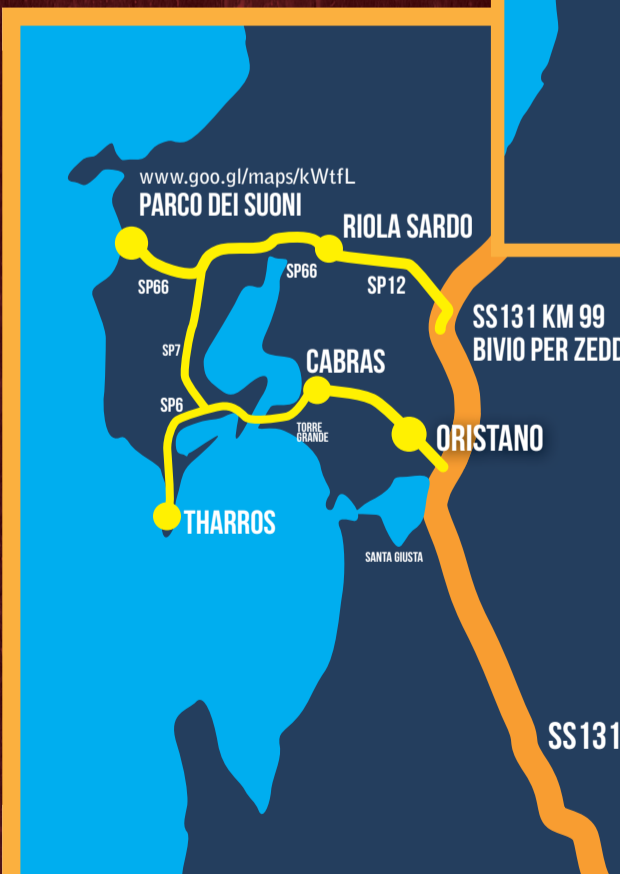 www.goo.gl/maps/kWtfL
PARCO DEI SUONI
RIOLA SARDO
SP66
SP66
SP12
SS131 KM 99
BIVIO PER ZEDD
SP7
CABRAS
SP6
TORRE
GRANDE
ORISTANO
THARROS
SANTA GIUSTA
SS131